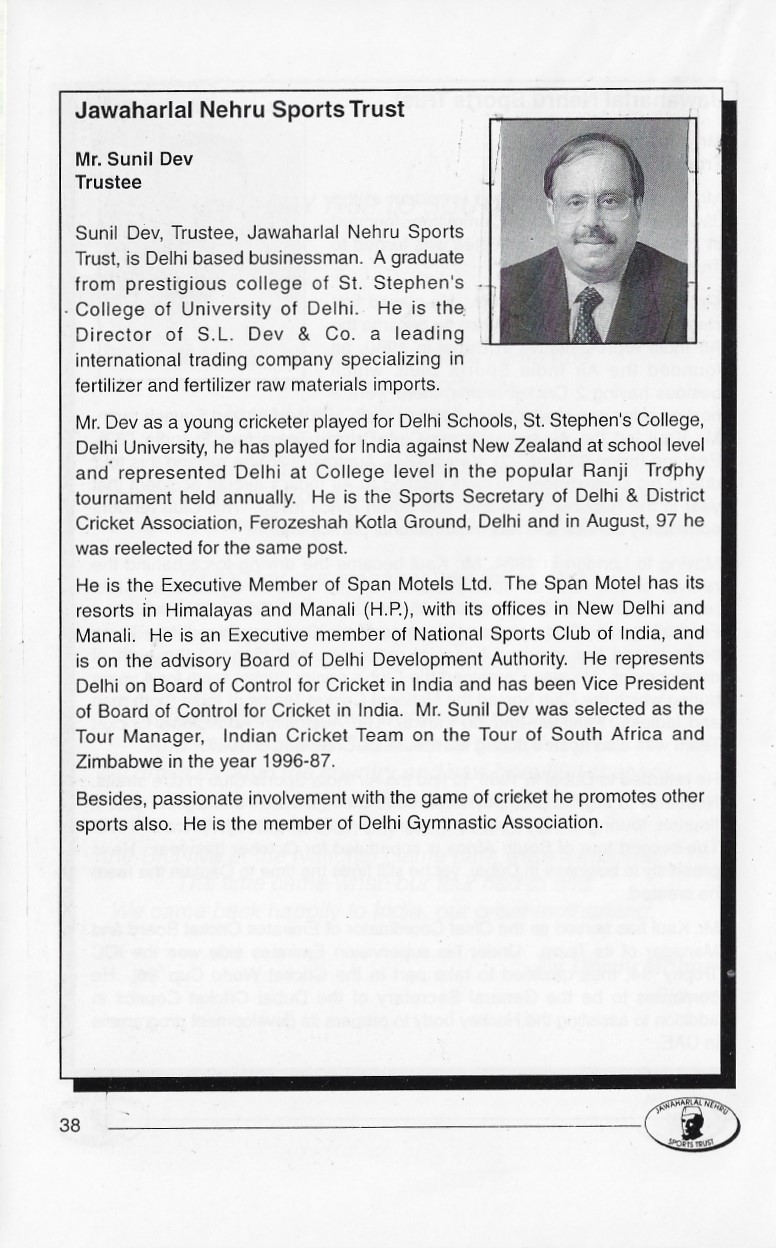 Jawaharlal Nehru Sports Trust
Mr. Sunil Dev
Trustee
Sunil Dev, Trustee, Jawaharlal Nehru Sports
Trust, is Delhi based businessman. A graduate
from prestigious college of St. Stephen's
College of University of Delhi. He is the
Director of S.L. Dev & Co. a leading
international trading company specializing in
fertilizer and fertilizer raw materials imports.
Mr. Dev as a young cricketer played for Delhi Schools, St. Stephen's College,
Delhi University, he has played for India against New Zealand at school level
and represented Delhi at College level in the popular Ranji Trophy
tournament held annually. He is the Sports Secretary of Delhi & District
Cricket Association, Ferozeshah Kotla Ground, Delhi and in August, 97 he
was reelected for the same post.
He is the Executive Member of Span Motels Ltd. The Span Motel has its
resorts in Himalayas and Manali (H.P.), with its offices in New Delhi and
Manali. He is an Executive member of National Sports Club of India, and
is on the advisory Board of Delhi Development Authority. He represents
Delhi on Board of Control for Cricket in India and has been Vice President
of Board of Control for Cricket in India. Mr. Sunil Dev was selected as the
Tour Manager, Indian Cricket Team on the Tour of South Africa and
Zimbabwe in the year 1996-87.
Besides, passionate involvement with the game of cricket he promotes other
sports also. He is the member of Delhi Gymnastic Association.
38
JAWAHARLAL NEHRU
SPORTS TRUST